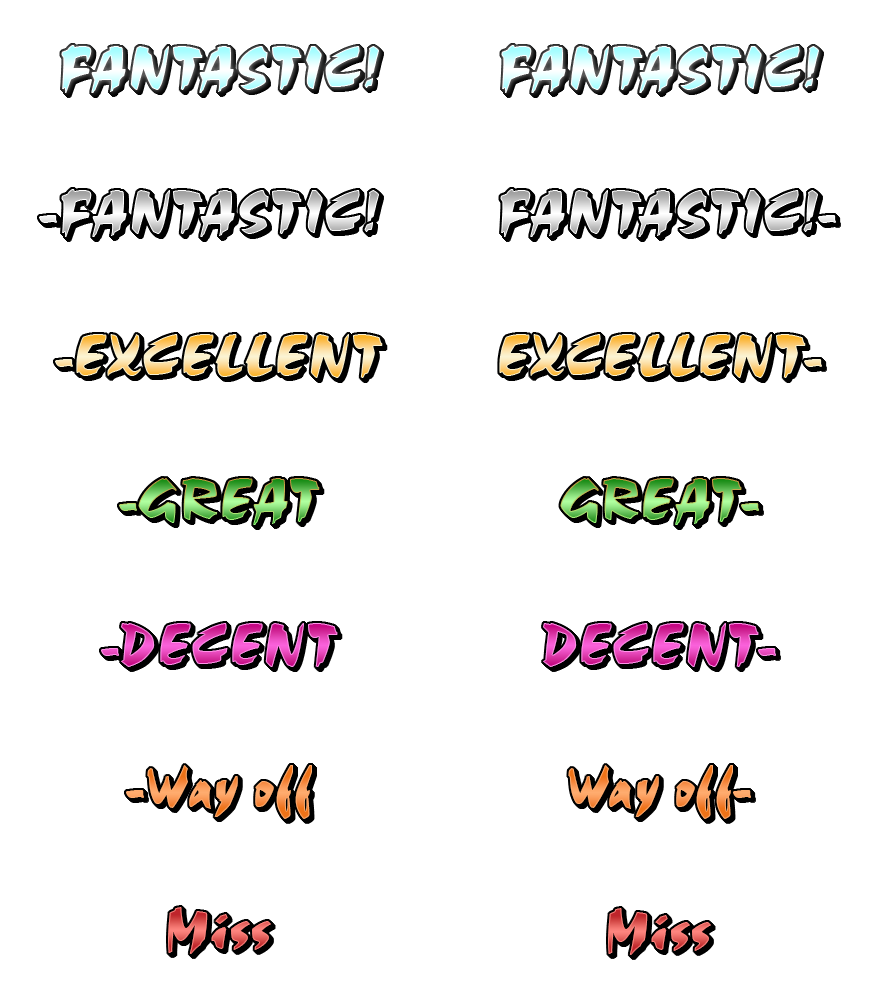 FANTASTIC! FANTASTIC!
-FANTASTIC! FANTASTIC!-
-EXCELLENT EXCELLENT-
-GREAT GREAT-
-DECENT DECENT-
-Way off Way off-
Miss Miss